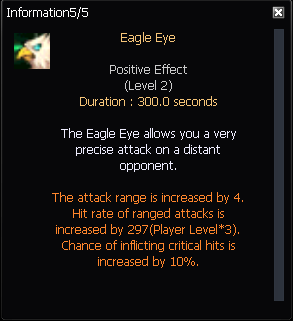 Information5/5
Eagle Eye
Positive Effect
(Level 2)
Duration : 300.0 seconds
The Eagle Eye allows you a very
precise attack on a distant
opponent.
The attack range is increased by 4.
Hit rate of ranged attacks is
increased by 297(Player Level*3).
Chance of inflicting critical hits is
increased by 10%.